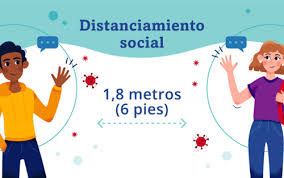 Distanciamiento
social
1,8 metros
(6 pies)